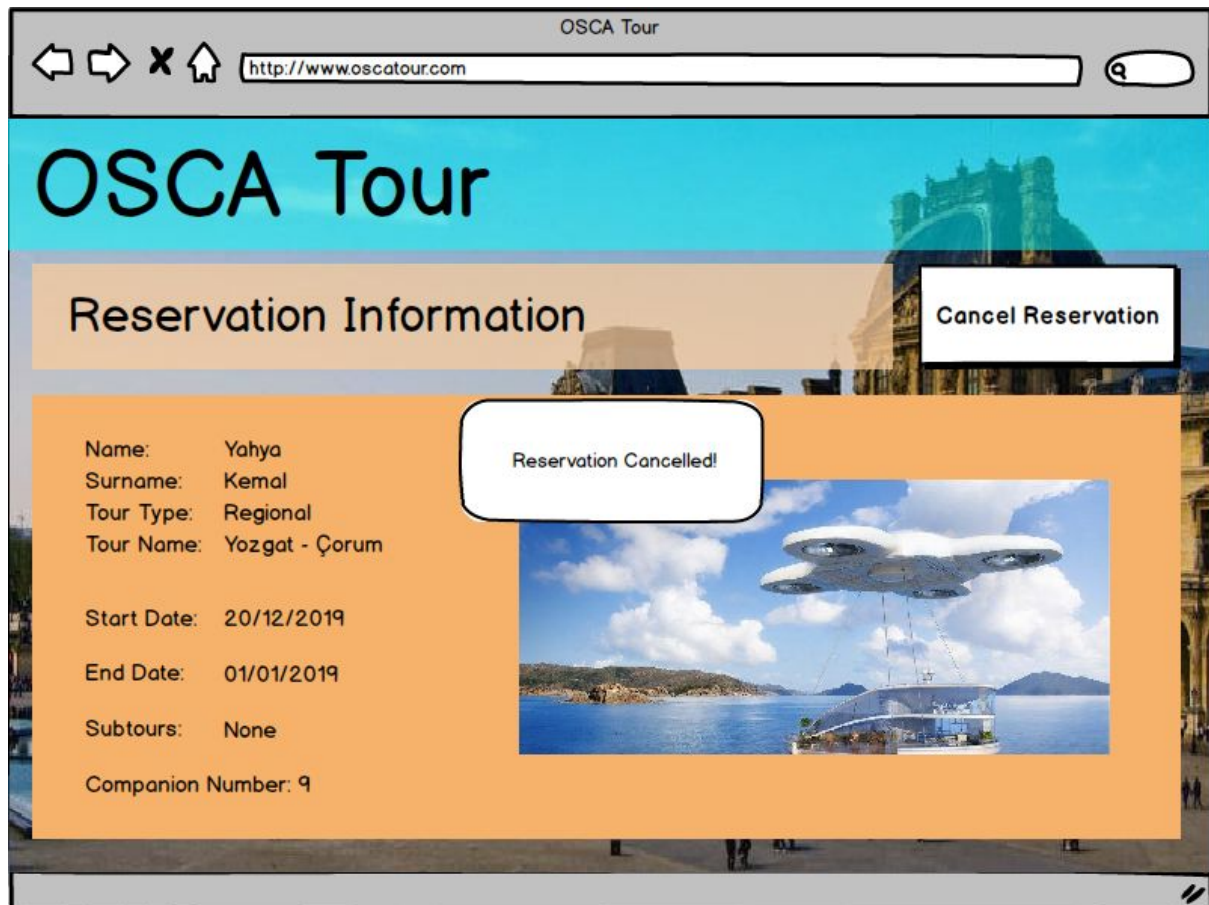 OSCA Tour
http://www.oscatour.com
OSCA Tour
Reservation Information
Cancel Reservation
Reservation Cancelled!
Name: Yahya
Surname: Kemal
Tour Type: Regional
Tour Name: Yozgat - Çorum
Start Date: 20/12/2019
End Date: 01/01/2019
Subtours: None
Companion Number: 9